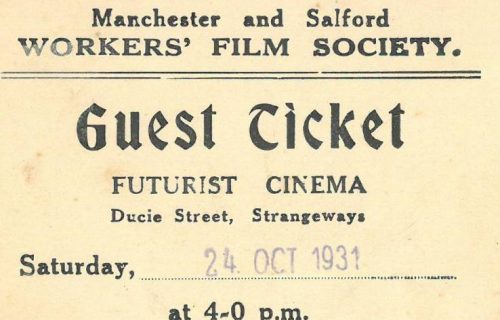 Manchester and Salford
WORKERS' FILM SOCIETY.
Guest Ticket
FUTURIST CINEMA
Ducie Street, Strangeways
Saturday, 24 OCT 1931
at 4-0 p.m.